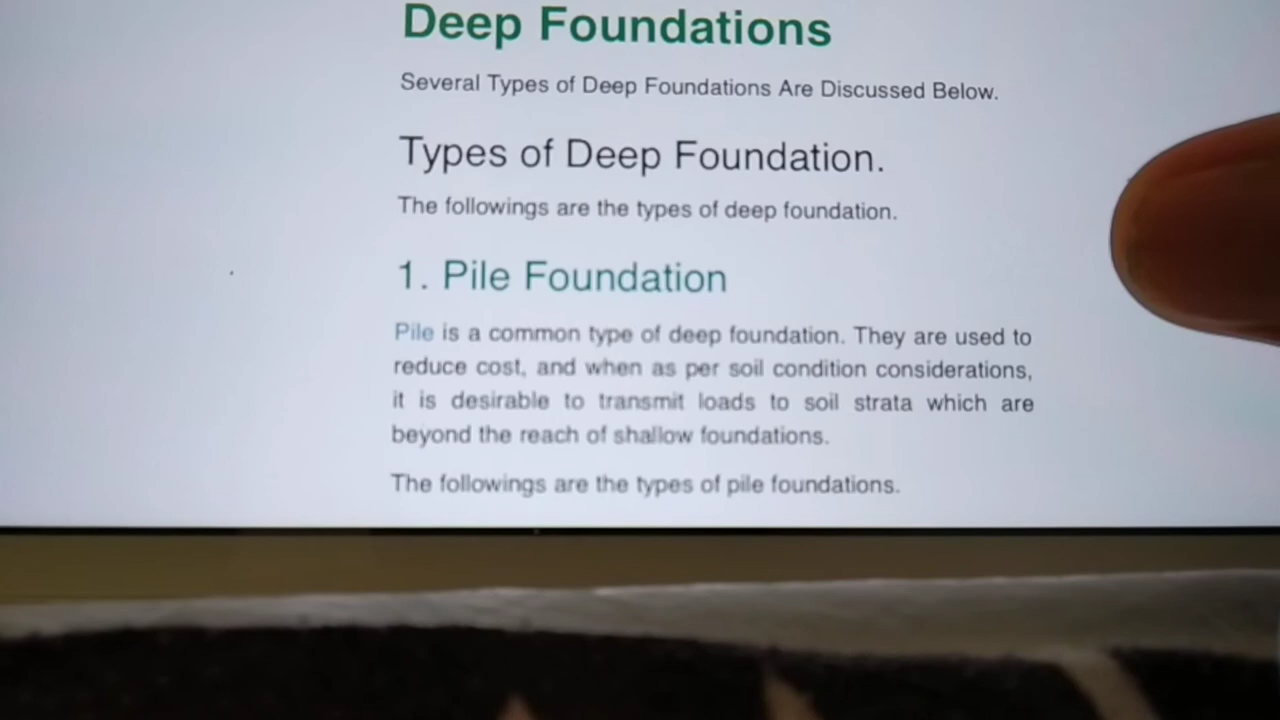 Deep Foundations
Several Types of Deep Foundations Are Discussed Below.
Types of Deep Foundation.
The followings are the types of deep foundation.
1. Pile Foundation
Pile is a common type of deep foundation. They are used to
reduce cost, and when as per soil condition considerations,
it is desirable to transmit loads to soil strata which are
beyond the reach of shallow foundations.
The followings are the types of pile foundations.